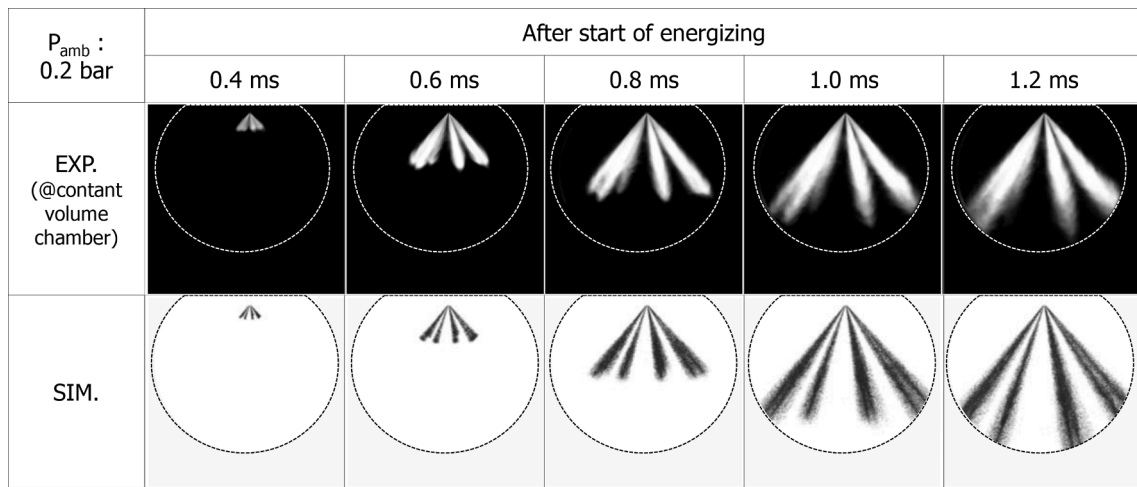 P_amb :
0.2 bar
After start of energizing
0.4 ms
0.6 ms
0.8 ms
1.0 ms
1.2 ms
EXP.
(@contant
volume
chamber)
SIM.